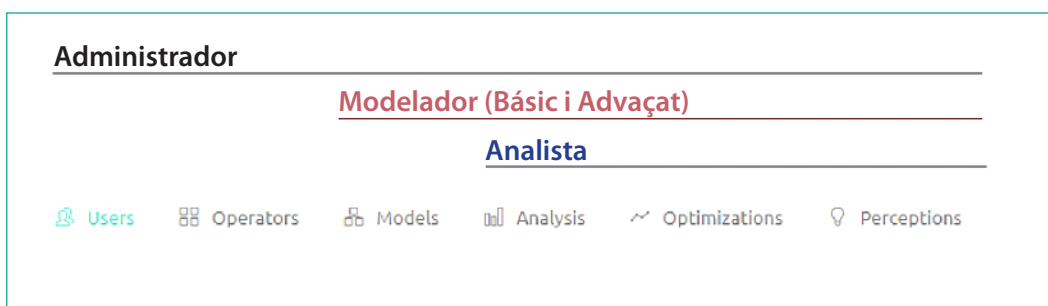 Administrador
Modelador (Básic i Advaçat)
Analista
Users Operators Models Analysis Optimizations Perceptions